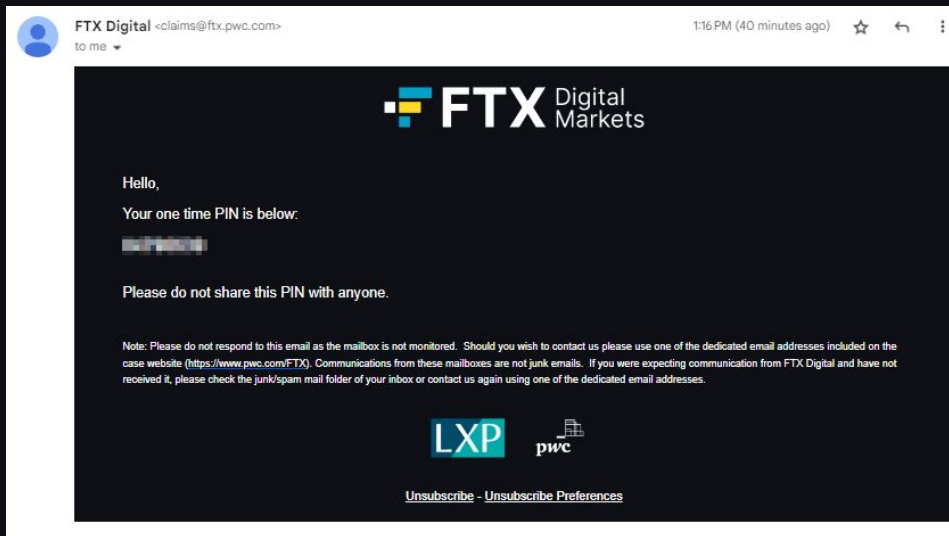 FTX Digital <claims@ftx.pwc.com>
1:16 PM (40 minutes ago)
to me
FTX Digital
Markets
Hello,
Your one time PIN is below:
Please do not share this PIN with anyone.
Note: Please do not respond to this email as the mailbox is not monitored. Should you wish to contact us please use one of the dedicated email addresses included on the
case website (https://www.pwc.com/FTX). Communications from these mailboxes are not junk emails. If you were expecting communication from FTX Digital and have not
received it, please check the junk/spam mail folder of your inbox or contact us again using one of the dedicated email addresses.
LXP pwc
Unsubscribe - Unsubscribe Preferences